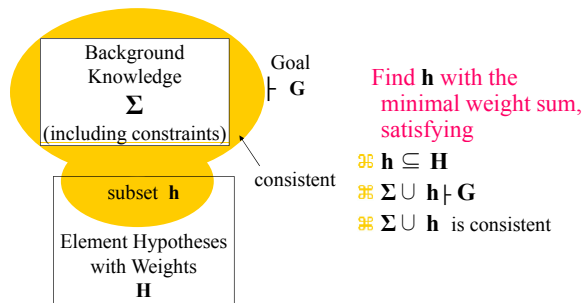 Background
Knowledge
Σ
(including constraints)
Goal
⊢ G
consistent
subset h
Element Hypotheses
with Weights
H
Find h with the
minimal weight sum,
satisfying
⌘ h ⊆ H
⌘ Σ ∪ h ⊢ G
⌘ Σ ∪ h is consistent